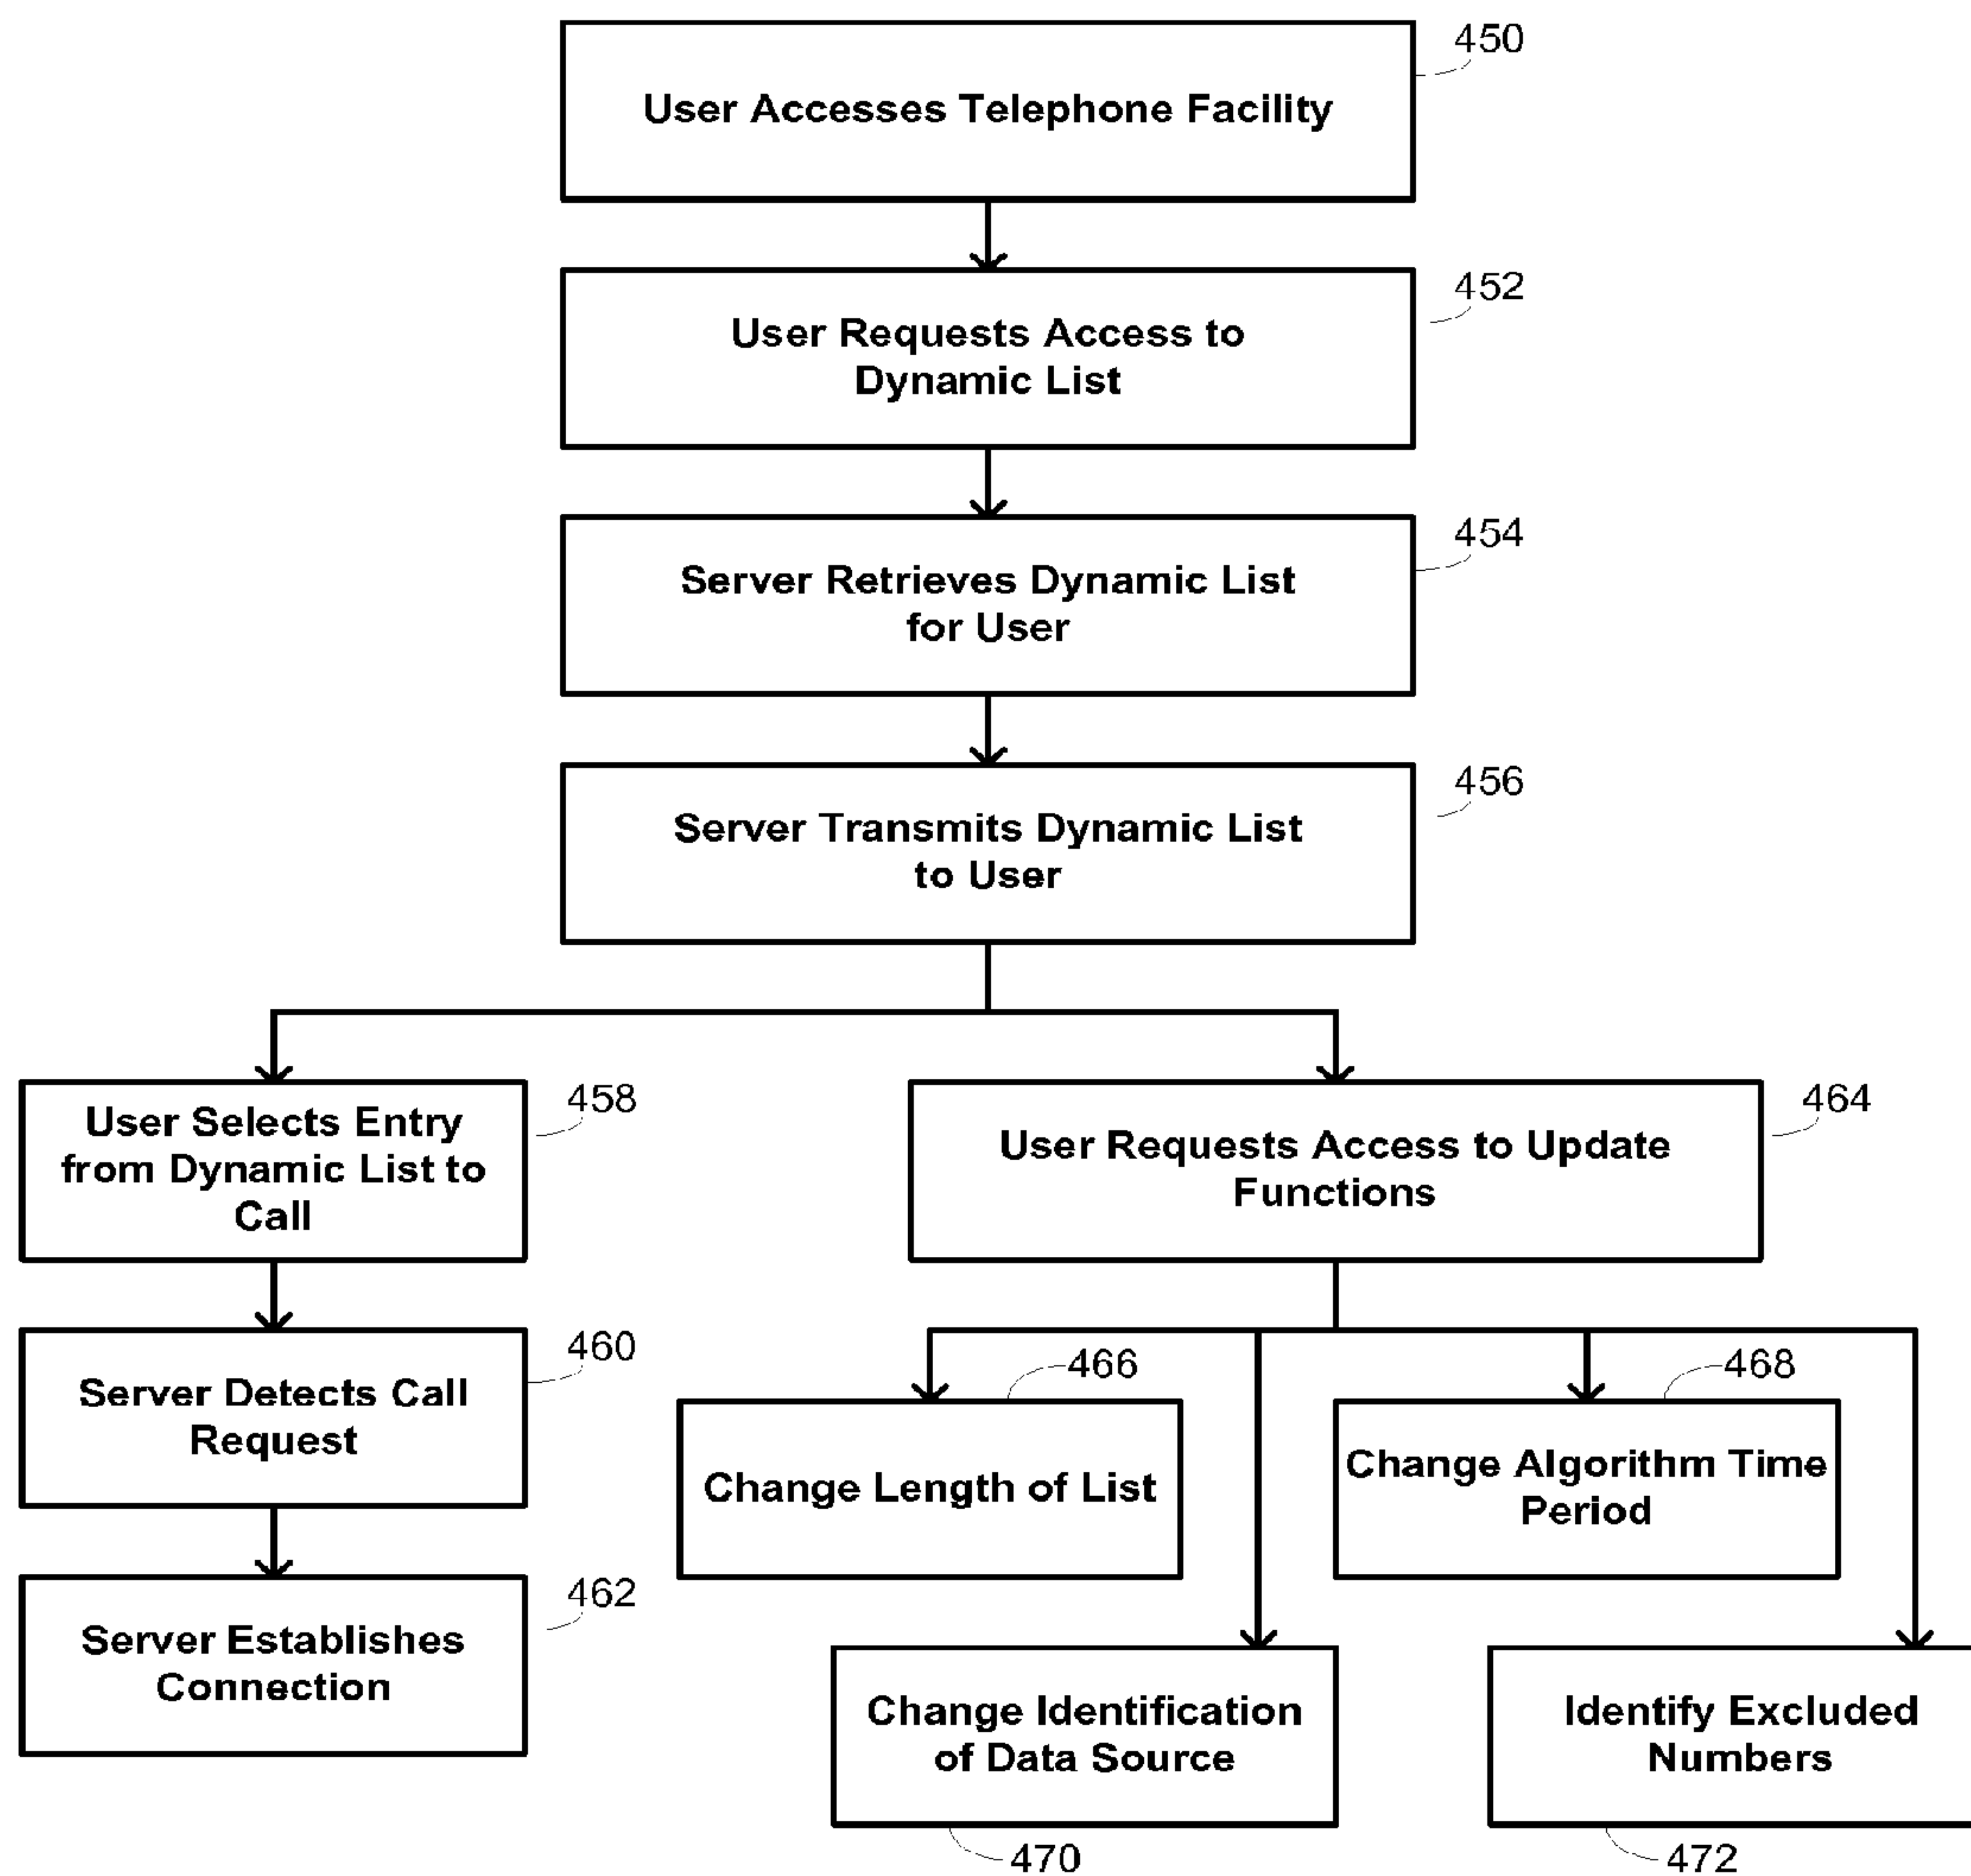 450
User Accesses Telephone Facility
452
User Requests Access to
Dynamic List
454
Server Retrieves Dynamic List
for User
456
Server Transmits Dynamic List
to User
458
User Selects Entry
from Dynamic List to
Call
464
User Requests Access to Update
Functions
460
Server Detects Call
Request
466
Change Length of List
468
Change Algorithm Time
Period
462
Server Establishes
Connection
Change Identification
of Data Source
470
Identify Excluded
Numbers
472